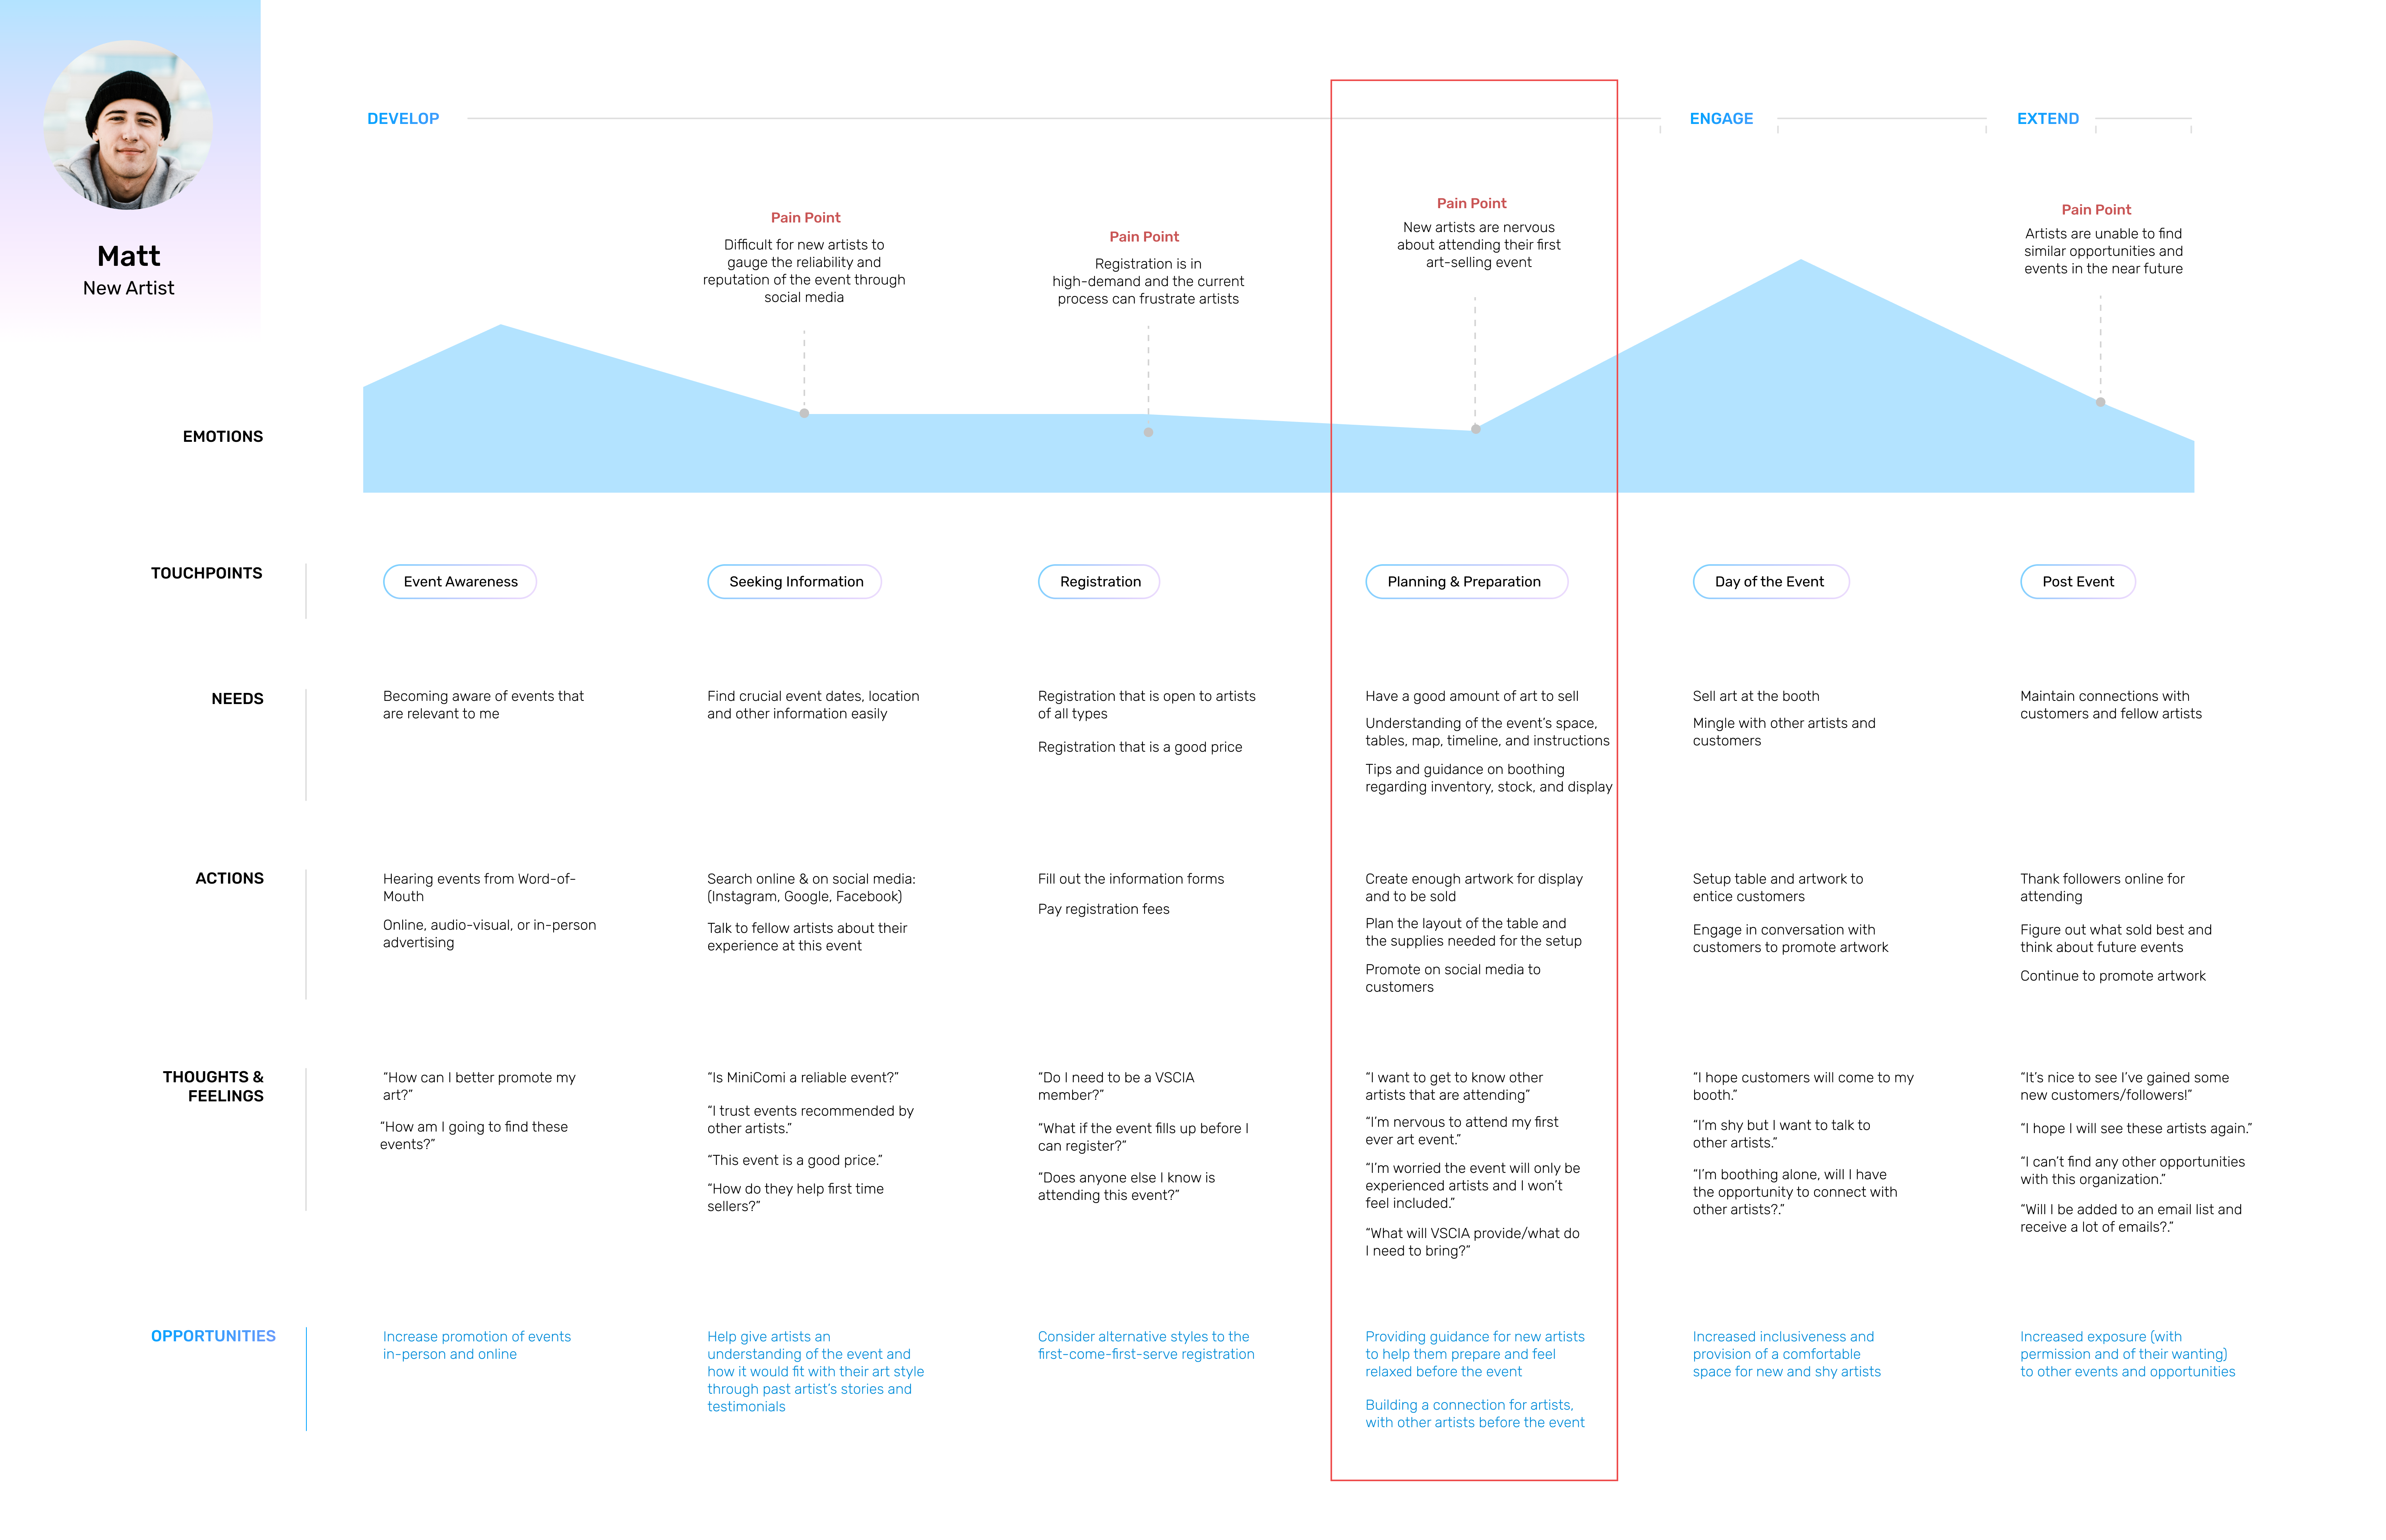 Matt
New Artist
DEVELOP
ENGAGE
EXTEND
Pain Point
Difficult for new artists to
gauge the reliability and
reputation of the event through
social media
Pain Point
Registration is in
high-demand and the current
process can frustrate artists
Pain Point
New artists are nervous
about attending their first
art-selling event
Pain Point
Artists are unable to find
similar opportunities and
events in the near future
EMOTIONS
TOUCHPOINTS
Event Awareness
Seeking Information
Registration
Planning & Preparation
Day of the Event
Post Event
NEEDS
Becoming aware of events that
are relevant to me
Find crucial event dates, location
and other information easily
Registration that is open to artists
of all types
Registration that is a good price
Have a good amount of art to sell
Understanding of the event's space,
tables, map, timeline, and instructions
Tips and guidance on boothing
regarding inventory, stock, and display
Sell art at the booth
Mingle with other artists and
customers
Maintain connections with
customers and fellow artists
ACTIONS
Hearing events from Word-of-
Mouth
Online, audio-visual, or in-person
advertising
Search online & on social media:
(Instagram, Google, Facebook)
Talk to fellow artists about their
experience at this event
Fill out the information forms
Pay registration fees
Create enough artwork for display
and to be sold
Plan the layout of the table and
the supplies needed for the setup
Promote on social media to
customers
Setup table and artwork to
entice customers
Engage in conversation with
customers to promote artwork
Thank followers online for
attending
Figure out what sold best and
think about future events
Continue to promote artwork
THOUGHTS &
FEELINGS
“How can I better promote my
art?”
“How am I going to find these
events?”
“Is MiniComi a reliable event?”
“I trust events recommended by
other artists.”
“This event is a good price.”
“How do they help first time
sellers?”
“Do I need to be a VSCIA
member?”
“What if the event fills up before I
can register?”
“Does anyone else I know is
attending this event?”
“I want to get to know other
artists that are attending”
“I'm nervous to attend my first
ever art event.”
“I'm worried the event will only be
experienced artists and I won't
feel included.”
“What will VSCIA provide/what do
I need to bring?”
“I hope customers will come to my
booth.”
“I'm shy but I want to talk to
other artists.”
“I'm boothing alone, will I have
the opportunity to connect with
other artists?.”
“It's nice to see I've gained some
new customers/followers!”
“I hope I will see these artists again.”
“I can't find any other opportunities
with this organization.”
“Will I be added to an email list and
receive a lot of emails?.”
OPPORTUNITIES
Increase promotion of events
in-person and online
Help give artists an
understanding of the event and
how it would fit with their art style
through past artist's stories and
testimonials
Consider alternative styles to the
first-come-first-serve registration
Providing guidance for new artists
to help them prepare and feel
relaxed before the event
Building a connection for artists,
with other artists before the event
Increased inclusiveness and
provision of a comfortable
space for new and shy artists
Increased exposure (with
permission and of their wanting)
to other events and opportunities